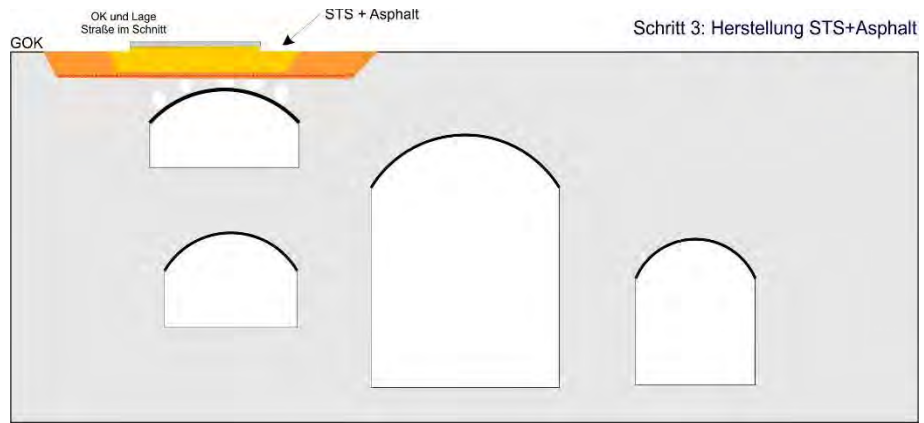 OK und Lage
Straße im Schnitt
STS + Asphalt
Schritt 3: Herstellung STS+Asphalt
GOK